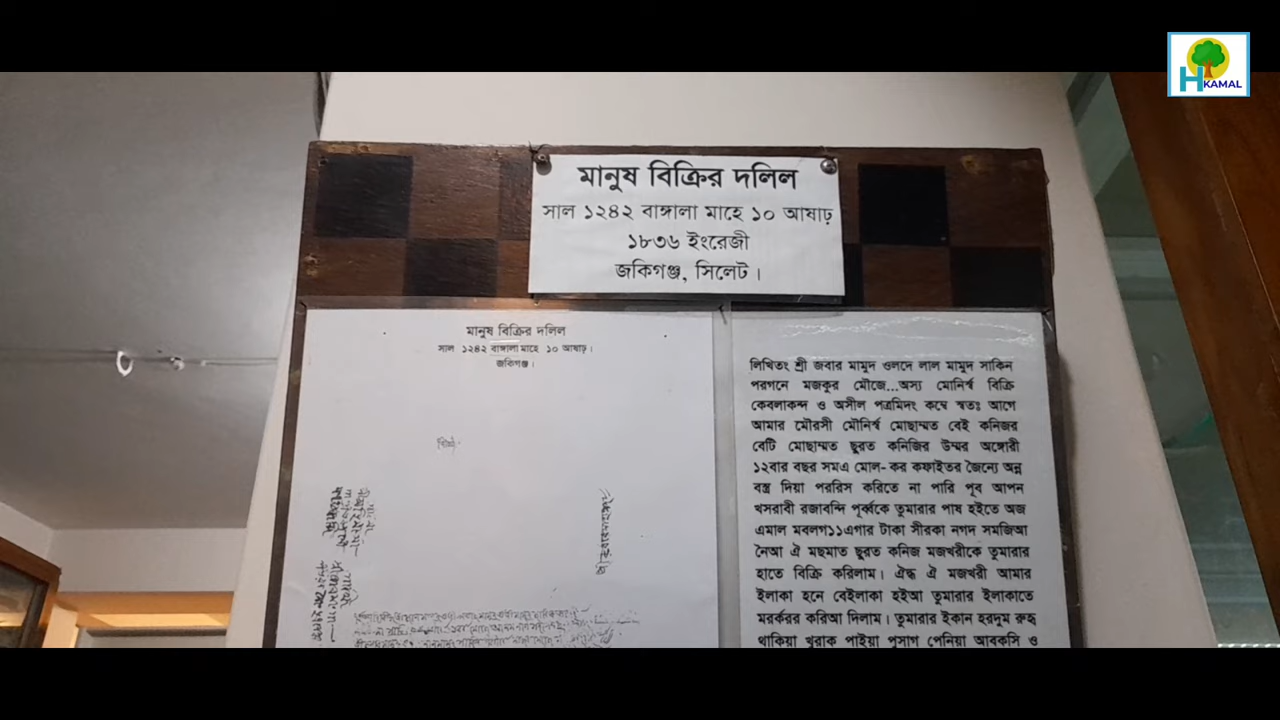 H KAMAL
মানুষ বিক্রির দলিল
সাল ১২৪২ বাঙ্গালা মাহে ১০ আষাঢ়
১৮৩৬ ইংরেজী
জকিগঞ্জ, সিলেট।
মানুষ বিক্রির দলিল
সাল ১২৪২ বাঙ্গালা মাহে ১০ আষাঢ়।
জকিগঞ্জ।
লিখিতং শ্রী জবার মামুদ ওলদে লাল মামুদ সাকিন
পরগনে মজকুর মৌজে...অস্য মোনির্শ্ব বিক্রি
কেবলাকন্দ ও অসীল পত্রমিদং কম্বে স্বতঃ আগে
আমার মৌরসী মৌনির্শ্ব মোছাম্মত বেই কনিজর
বেটি মোছাম্মত ছুরত কনিজির উম্মর অঙ্গোরী
১২বার বছর সমএ মোল- কর কফাইতর জৈন্যে অন্ন
বস্ত্র দিয়া পররিস করিতে না পারি পূব আপন
খসরাবী রজাবন্দি পূর্ব্বকে তুমারার পাষ হইতে অজ
এমাল মবলগ১১এগার টাকা সীরকা নগদ সমজিআ
নৈআ ঐ মছমাত ছুরত কনিজ মজখরীকে তুমারার
হাতে বিক্রি করিলাম। ঐদ্ধ ঐ মজখরী আমার
ইলাকা হনে বেইলাকা হইআ তুমারার ইলাকাতে
মরর্করর করিআ দিলাম। তুমারার ইকান হরদুম রুহু
থাকিয়া খুরাক পাইয়া পুসাগ পেনিয়া আবকসি ও